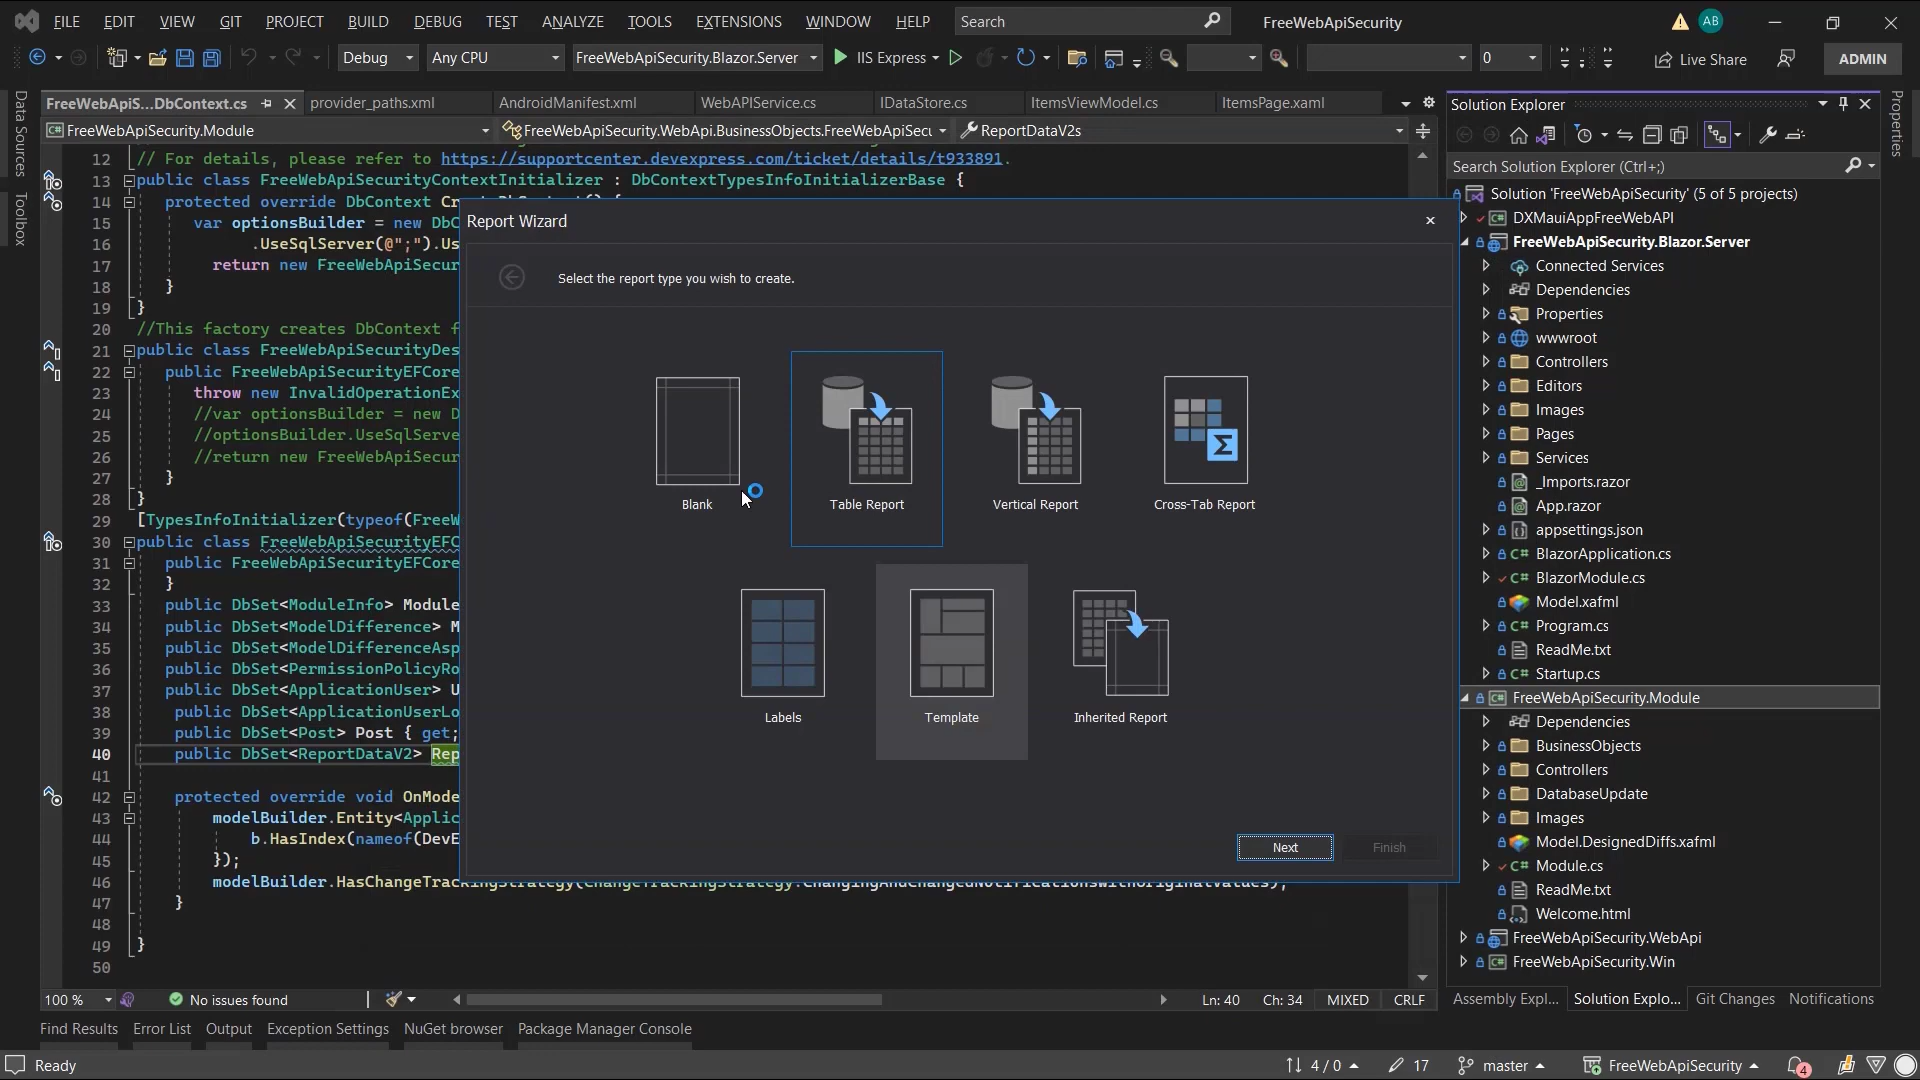 FILE EDIT VIEW GIT PROJECT BUILD DEBUG TEST ANALYZE TOOLS EXTENSIONS WINDOW HELP Search FreeWebApiSecurity AB
Debug Any CPU FreeWebApiSecurity.Blazor.Server IIS Express 0 Live Share ADMIN
Data Sources
Toolbox
FreeWebApiS...DbContext.cs provider_paths.xml AndroidManifest.xml WebAPIService.cs IDataStore.cs ItemsViewModel.cs ItemsPage.xaml
FreeWebApiSecurity.Module FreeWebApiSecurity.WebApi.BusinessObjects.FreeWebApiSecu ReportDataV2s
12 // For details, please refer to https://supportcenter.devexpress.com/ticket/details/t933891.
13 public class FreeWebApiSecurityContextInitializer : DbContextTypesInfoInitializerBase {
14 protected override DbContext
15 var optionsBuilder = new DbC
16 .UseSqlServer(@";").Us
17 return new FreeWebApiSecur
18 }
19 }
20 //This factory creates DbContext f
21 public class FreeWebApiSecurityDes
22 public FreeWebApiSecurityEFCore
23 throw new InvalidOperationEx
24 //var optionsBuilder = new D
25 //optionsBuilder.UseSqlServe
26 //return new FreeWebApiSecur
27 }
28 }
29 [TypesInfoInitializer(typeof(FreeW
30 public class FreeWebApiSecurityEFC
31 public FreeWebApiSecurityEFCore
32 }
33 public DbSet<ModuleInfo> Module
34 public DbSet<ModelDifference> M
35 public DbSet<ModelDifferenceAsp
36 public DbSet<PermissionPolicyRo
37 public DbSet<ApplicationUser> U
38 public DbSet<ApplicationUserLo
39 public DbSet<Post> Post { get;
40 public DbSet<ReportDataV2> Rep
41
42 protected override void OnMode
43 modelBuilder.Entity<Applic
44 b.HasIndex(nameof(DevE
45 });
46 modelBuilder.HasChangeTrackingStrategy(ChangeTrackingStrategy.ChangingAndChangedNotificationsWithOriginalValues);
47 }
48
49 }
50
Report Wizard
Select the report type you wish to create.
Blank Table Report Vertical Report Cross-Tab Report
Labels Template Inherited Report
Next Finish
Solution Explorer
Search Solution Explorer (Ctrl+;)
Solution 'FreeWebApiSecurity' (5 of 5 projects)
DXMauiAppFreeWebAPI
FreeWebApiSecurity.Blazor.Server
Connected Services
Dependencies
Properties
wwwroot
Controllers
Editors
Images
Pages
Services
_Imports.razor
App.razor
appsettings.json
BlazorApplication.cs
BlazorModule.cs
Model.xafml
Program.cs
ReadMe.txt
Startup.cs
FreeWebApiSecurity.Module
Dependencies
BusinessObjects
Controllers
DatabaseUpdate
Images
Model.DesignedDiffs.xafml
Module.cs
ReadMe.txt
Welcome.html
FreeWebApiSecurity.WebApi
FreeWebApiSecurity.Win
Properties
100 % No issues found Ln: 40 Ch: 34 MIXED CRLF
Assembly Expl... Solution Explo... Git Changes Notifications
Find Results Error List Output Exception Settings NuGet browser Package Manager Console
Ready 4 / 0 17 master FreeWebApiSecurity 4